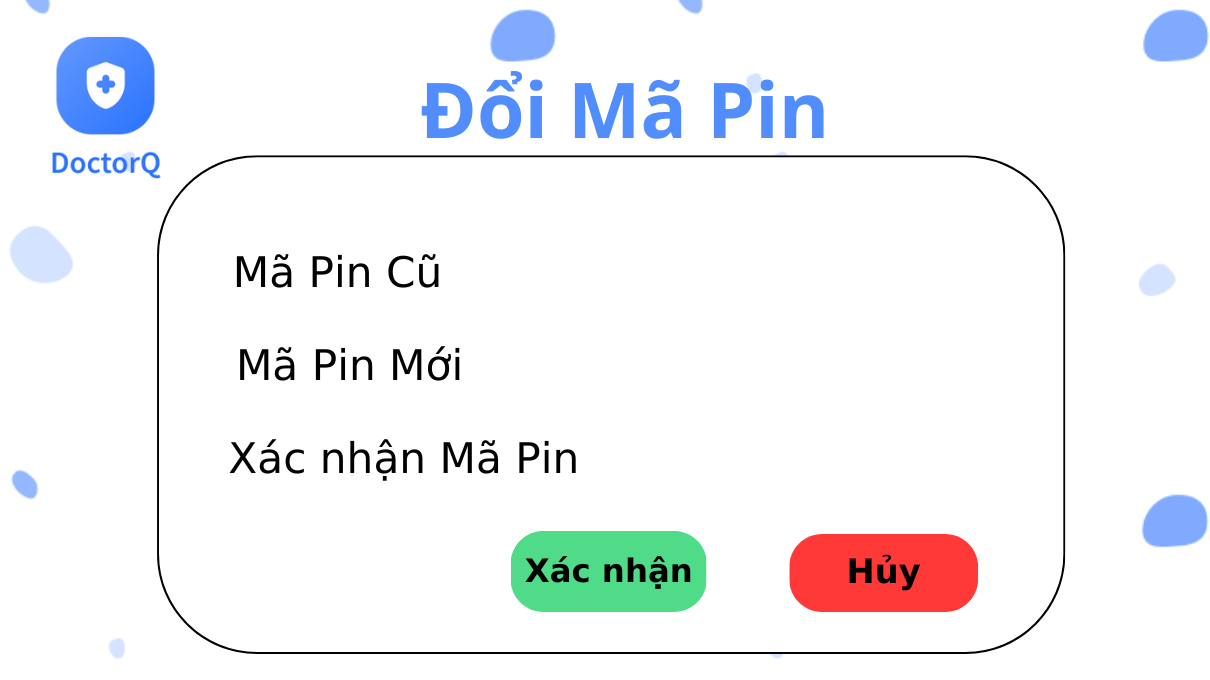 Đổi Mã Pin
DoctorQ
Mã Pin Cũ
Mã Pin Mới
Xác nhận Mã Pin
Xác nhận
Hủy